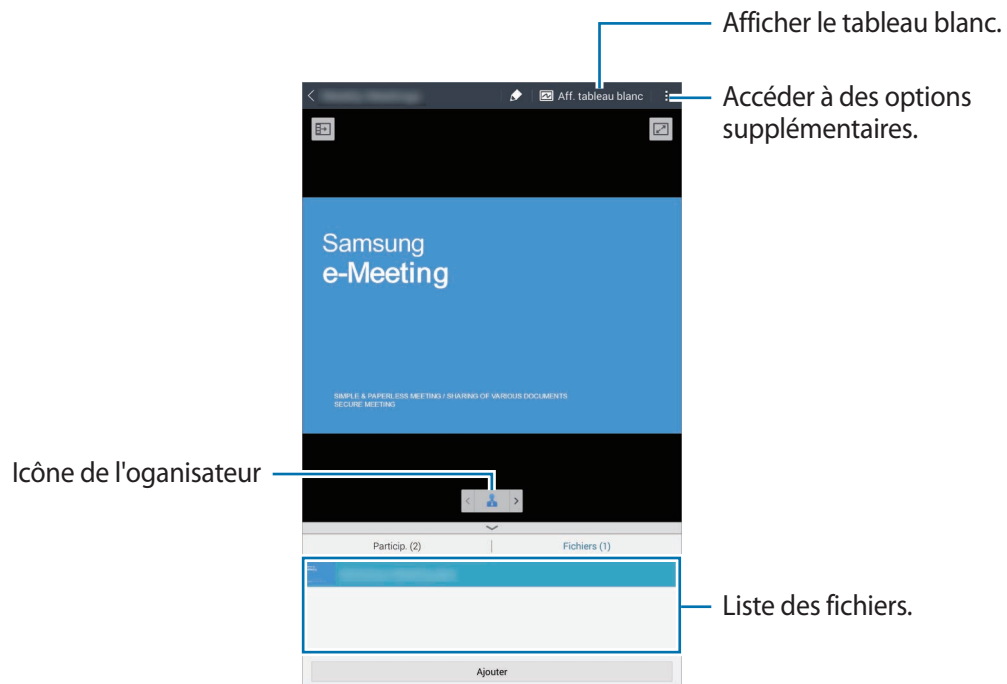 Afficher le tableau blanc.
Aff. tableau blanc
Accéder à des options
supplémentaires.
Samsung
e-Meeting
SIMPLE & PAPERLESS MEETING / SHARING OF VARIOUS DOCUMENTS
SECURE MEETING
Icône de l'oganisateur
Particip. (2)
Fichiers (1)
Liste des fichiers.
Ajouter